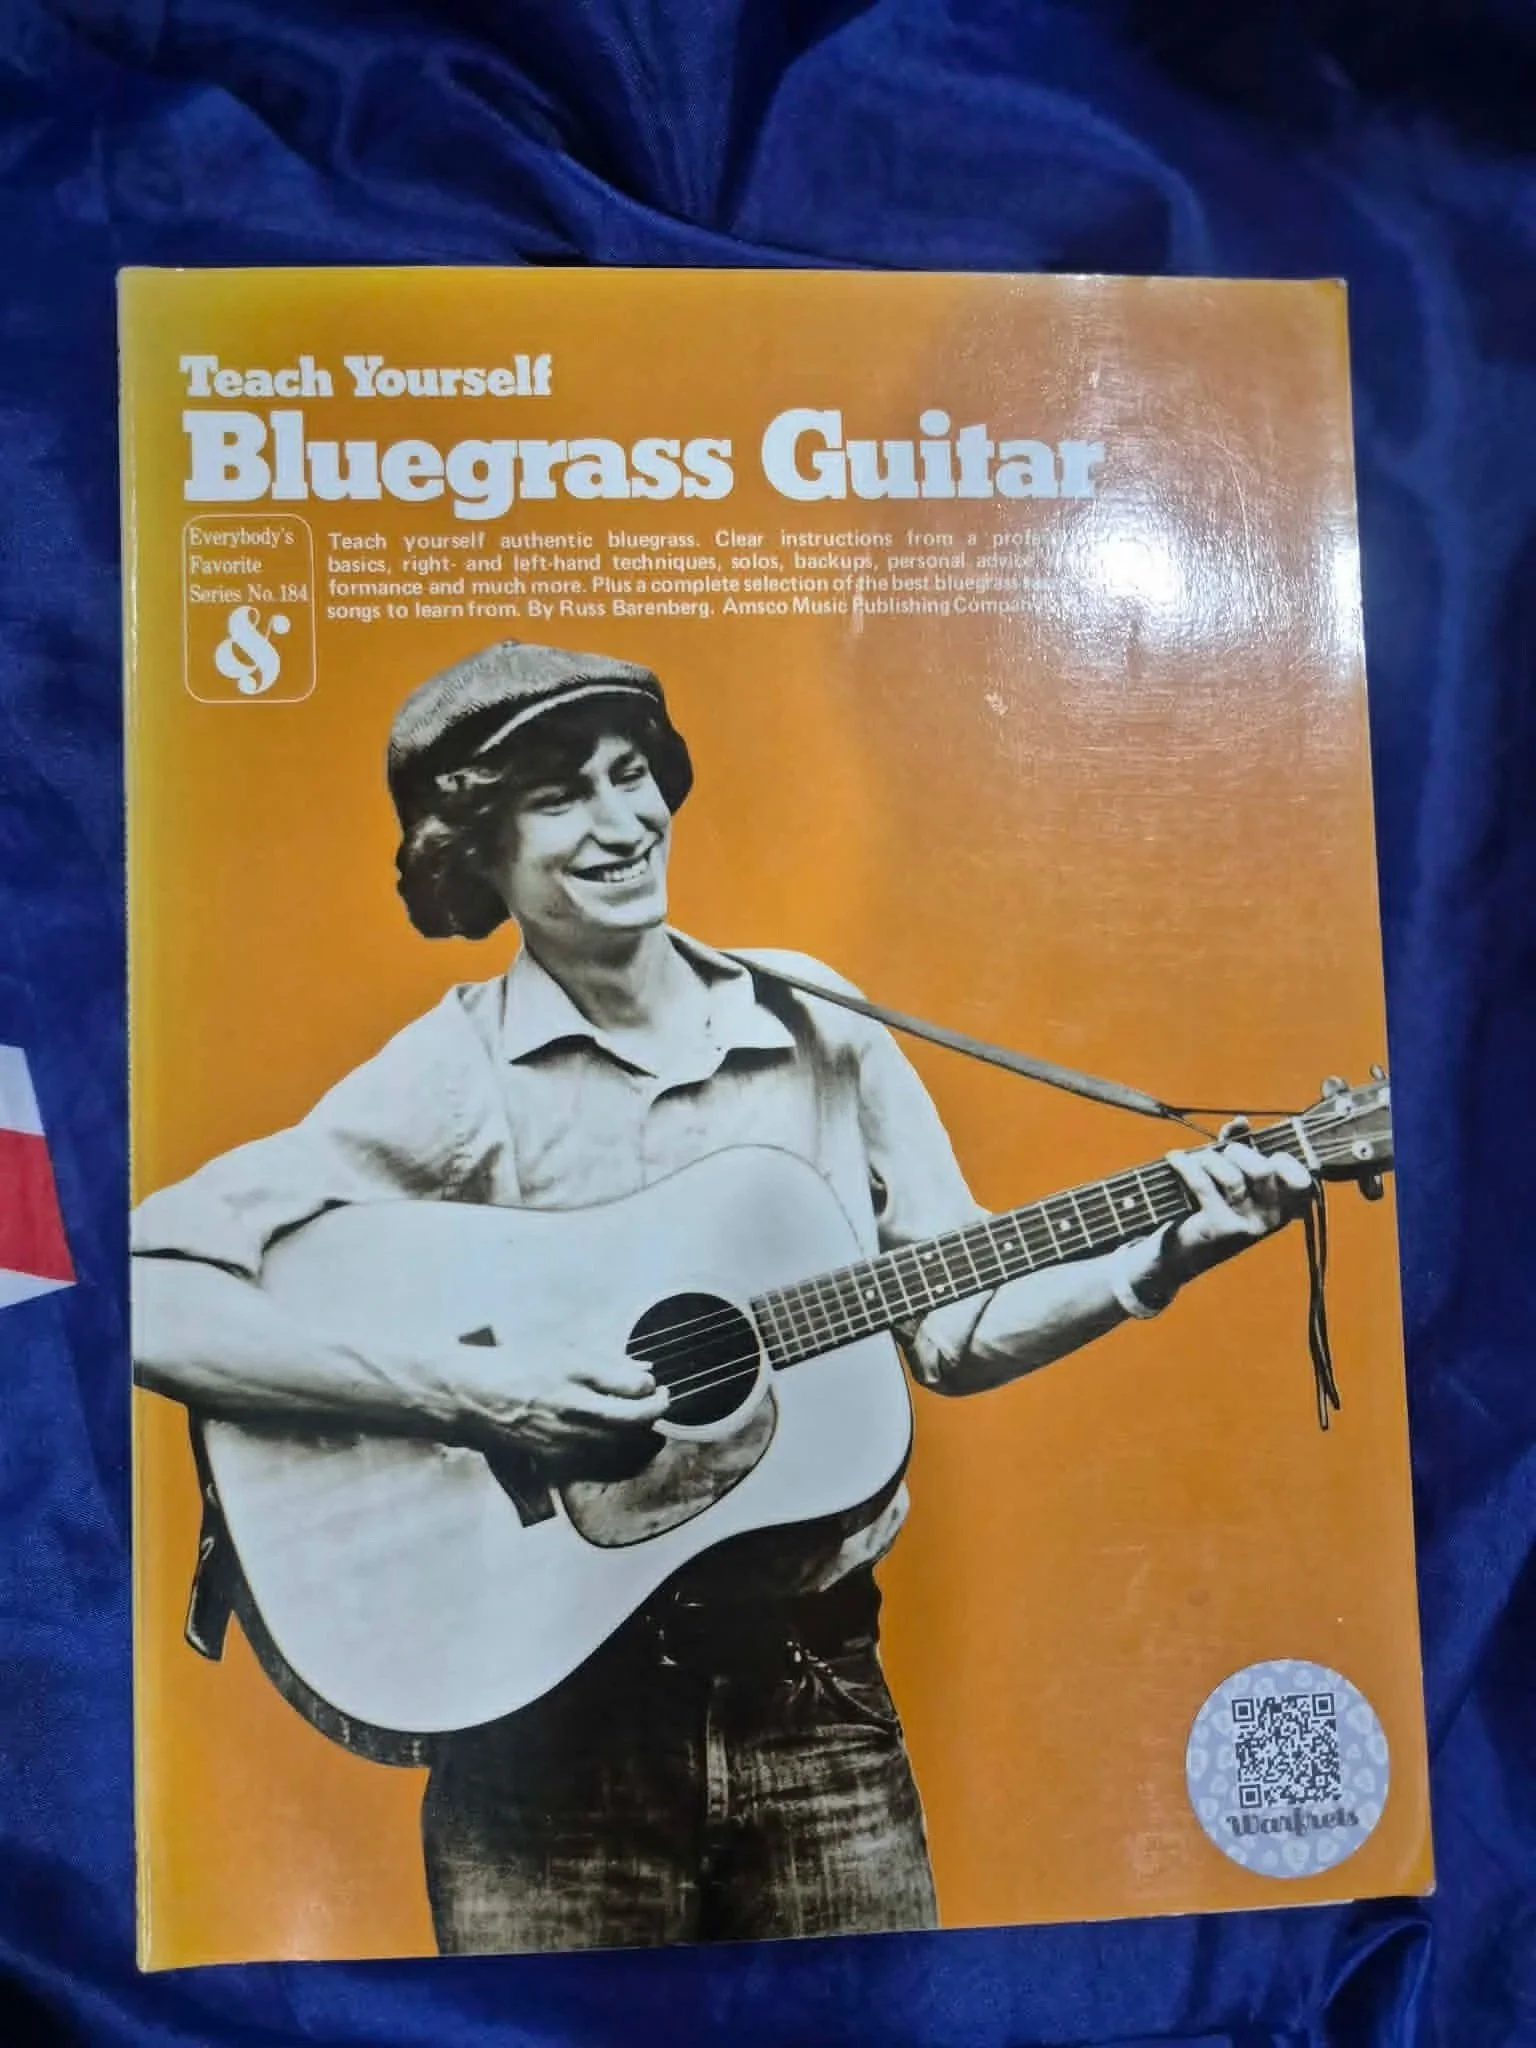 Teach Yourself
Bluegrass Guitar
Everybody's
Favorite
Series No. 184
&
Teach yourself authentic bluegrass. Clear instructions from a
basics, right- and left-hand techniques, solos, backups, personal advice
formance and much more. Plus a complete selection of the best bluegrass
songs to learn from. By Russ Barenberg. Amsco Music Publishing Company
Warfrets